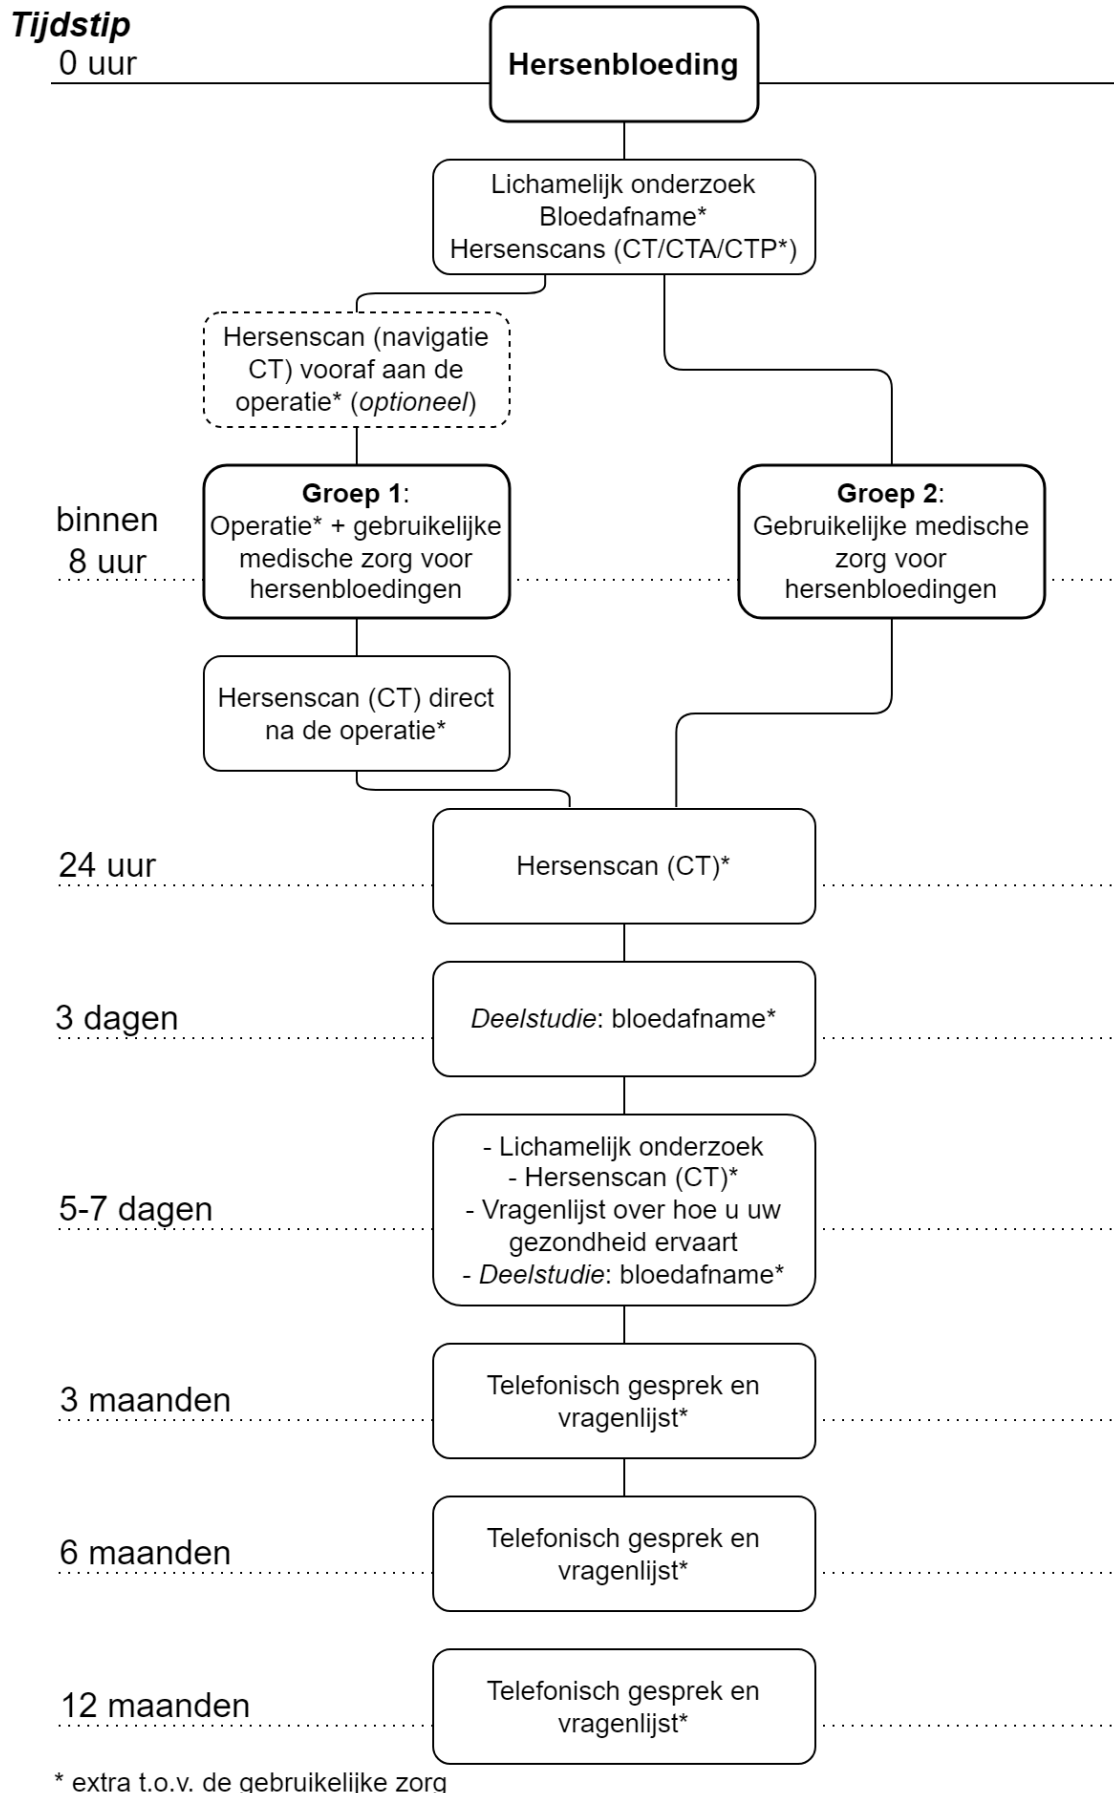 Tijdstip
0 uur
Hersenbloeding
Lichamelijk onderzoek
Bloedafname*
Hersenscans (CT/CTA/CTP*)
Hersenscan (navigatie
CT) vooraf aan de
operatie* (optioneel)
binnen
8 uur
Groep 1:
Operatie* + gebruikelijke
medische zorg voor
hersenbloedingen
Groep 2:
Gebruikelijke medische
zorg voor
hersenbloedingen
Hersenscan (CT) direct
na de operatie*
24 uur
Hersenscan (CT)*
3 dagen
Deelstudie: bloedafname*
5-7 dagen
- Lichamelijk onderzoek
- Hersenscan (CT)*
- Vragenlijst over hoe u uw
gezondheid ervaart
- Deelstudie: bloedafname*
3 maanden
Telefonisch gesprek en
vragenlijst*
6 maanden
Telefonisch gesprek en
vragenlijst*
12 maanden
Telefonisch gesprek en
vragenlijst*
* extra t.o.v. de gebruikelijke zorg